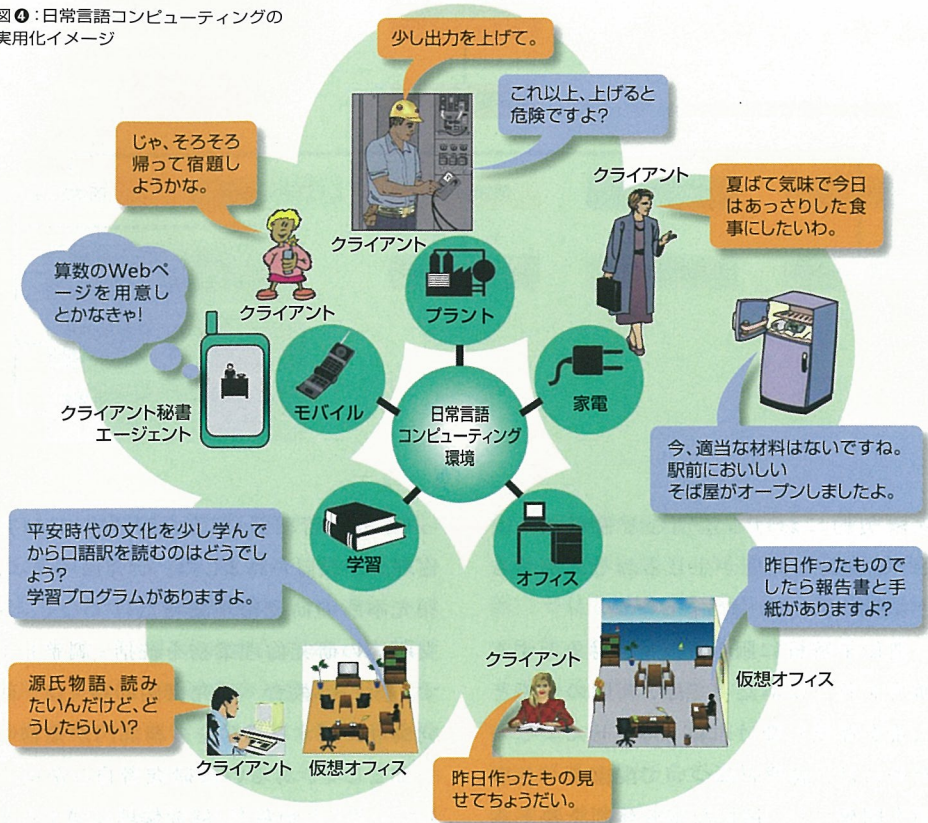 図❹:日常言語コンピューティングの
実用化イメージ
少し出力を上げて。
これ以上、上げると
危険ですよ?
クライアント
じゃ、そろそろ
帰って宿題し
ようかな。
クライアント
算数のWebペ
ージを用意し
とかなきゃ!
クライアント秘書
エージェント
クライアント
夏ばて気味で今日
はあっさりした食
事にしたいわ。
今、適当な材料はないですね。
駅前においしい
そば屋がオープンしましたよ。
プラント
モバイル
家電
日常言語
コンピューティング
環境
学習
オフィス
平安時代の文化を少し学んで
から口語訳を読むのはどうでし
ょう?
学習プログラムがありますよ。
源氏物語、読み
たいんだけど、ど
うしたらいい?
クライアント
仮想オフィス
昨日作ったもので
したら報告書と手
紙がありますよ?
クライアント
仮想オフィス
昨日作ったもの見
せてちょうだい。